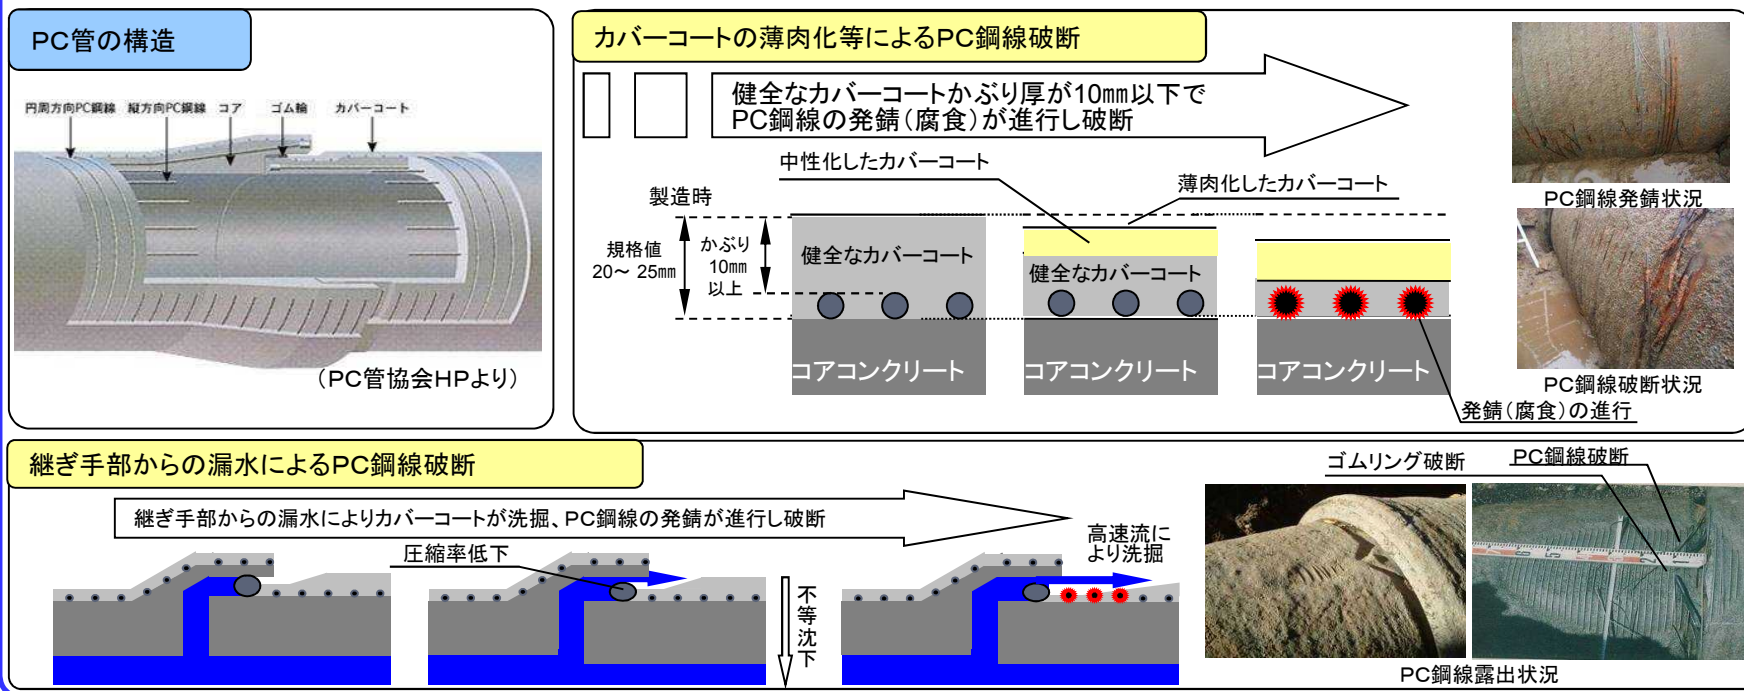 PC管の構造
円周方向PC鋼線 縦方向PC鋼線 コア ゴム輪 カバーコート
(PC管協会HPより)
カバーコートの薄肉化等によるPC鋼線破断
健全なカバーコートかぶり厚が10㎜以下で
PC鋼線の発錆(腐食)が進行し破断
中性化したカバーコート
薄肉化したカバーコート
製造時
規格値
20～ 25㎜
かぶり
10㎜
以上
健全なカバーコート
健全なカバーコート
コアコンクリート
コアコンクリート
コアコンクリート
発錆(腐食)の進行
PC鋼線発錆状況
PC鋼線破断状況
継ぎ手部からの漏水によるPC鋼線破断
継ぎ手部からの漏水によりカバーコートが洗掘、PC鋼線の発錆が進行し破断
圧縮率低下
不等沈下
高速流に
より洗掘
ゴムリング破断
PC鋼線破断
PC鋼線露出状況